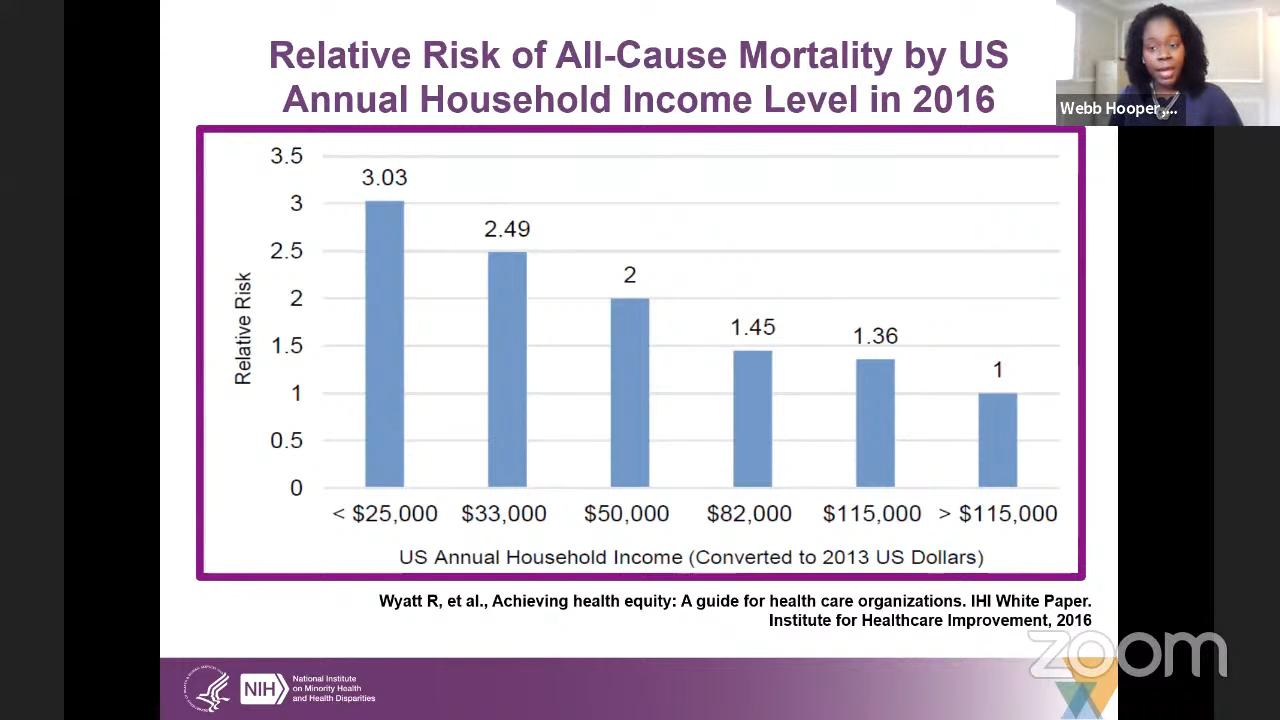 Relative Risk of All-Cause Mortality by US
Annual Household Income Level in 2016
Webb Hooper,...
3.5
3
2.5
2
1.5
1
0.5
0
Relative Risk
3.03
2.49
2
1.45
1.36
1
< $25,000 $33,000 $50,000 $82,000 $115,000 > $115,000
US Annual Household Income (Converted to 2013 US Dollars)
Wyatt R, et al., Achieving health equity: A guide for health care organizations. IHI White Paper.
Institute for Healthcare Improvement, 2016
zoom
NIH
National Institute
on Minority Health
and Health Disparities